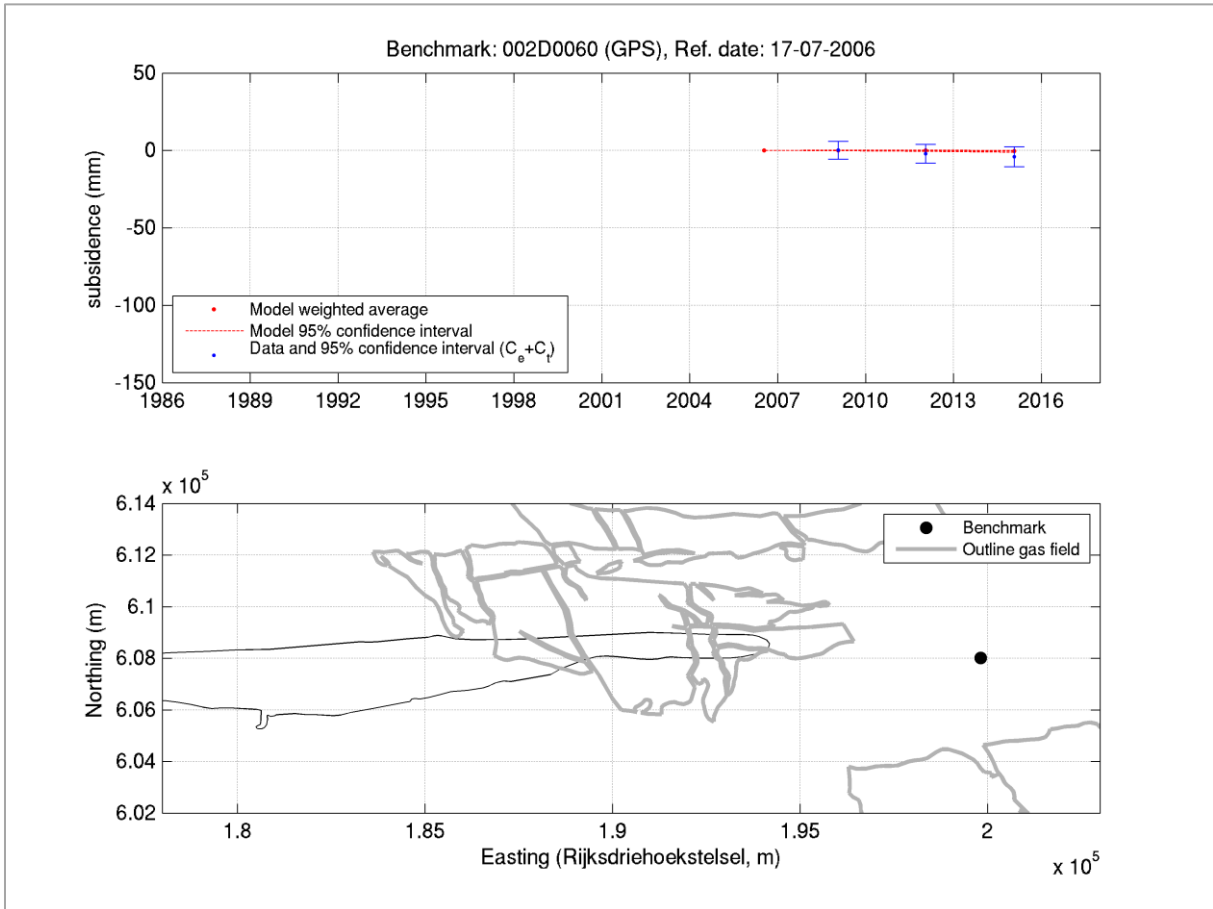 Benchmark: 002D0060 (GPS), Ref. date: 17-07-2006
50
0
-50
-100
-150
subsidence (mm)
Model weighted average
Model 95% confidence interval
Data and 95% confidence interval (C_e+C_t)
1986 1989 1992 1995 1998 2001 2004 2007 2010 2013 2016
x 10^5
6.14
6.12
6.1
6.08
6.06
6.04
6.02
Northing (m)
Benchmark
Outline gas field
1.8 1.85 1.9 1.95 2
Easting (Rijksdriehoekstelsel, m)
x 10^5